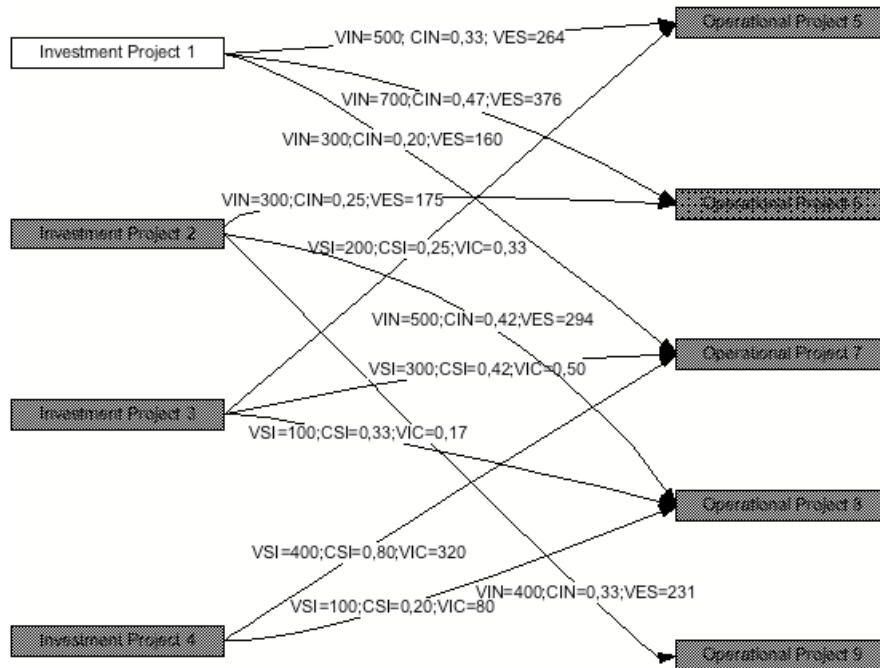 Operational Project 5
VIN=500; CIN=0,33; VES=264
Investment Project 1
VIN=700;CIN=0,47;VES=376
VIN=300;CIN=0,20;VES=160
VIN=300;CIN=0,25;VES=175
Operational Project 6
Investment Project 2
VSI=200;CSI=0,25;VIC=0,33
VIN=500;CIN=0,42;VES=294
Operational Project 7
VSI=300;CSI=0,42;VIC=0,50
Investment Project 3
VSI=100;CSI=0,33;VIC=0,17
Operational Project 8
VSI=400;CSI=0,80;VIC=320
VIN=400;CIN=0,33;VES=231
VSI=100;CSI=0,20;VIC=80
Investment Project 4
Operational Project 9